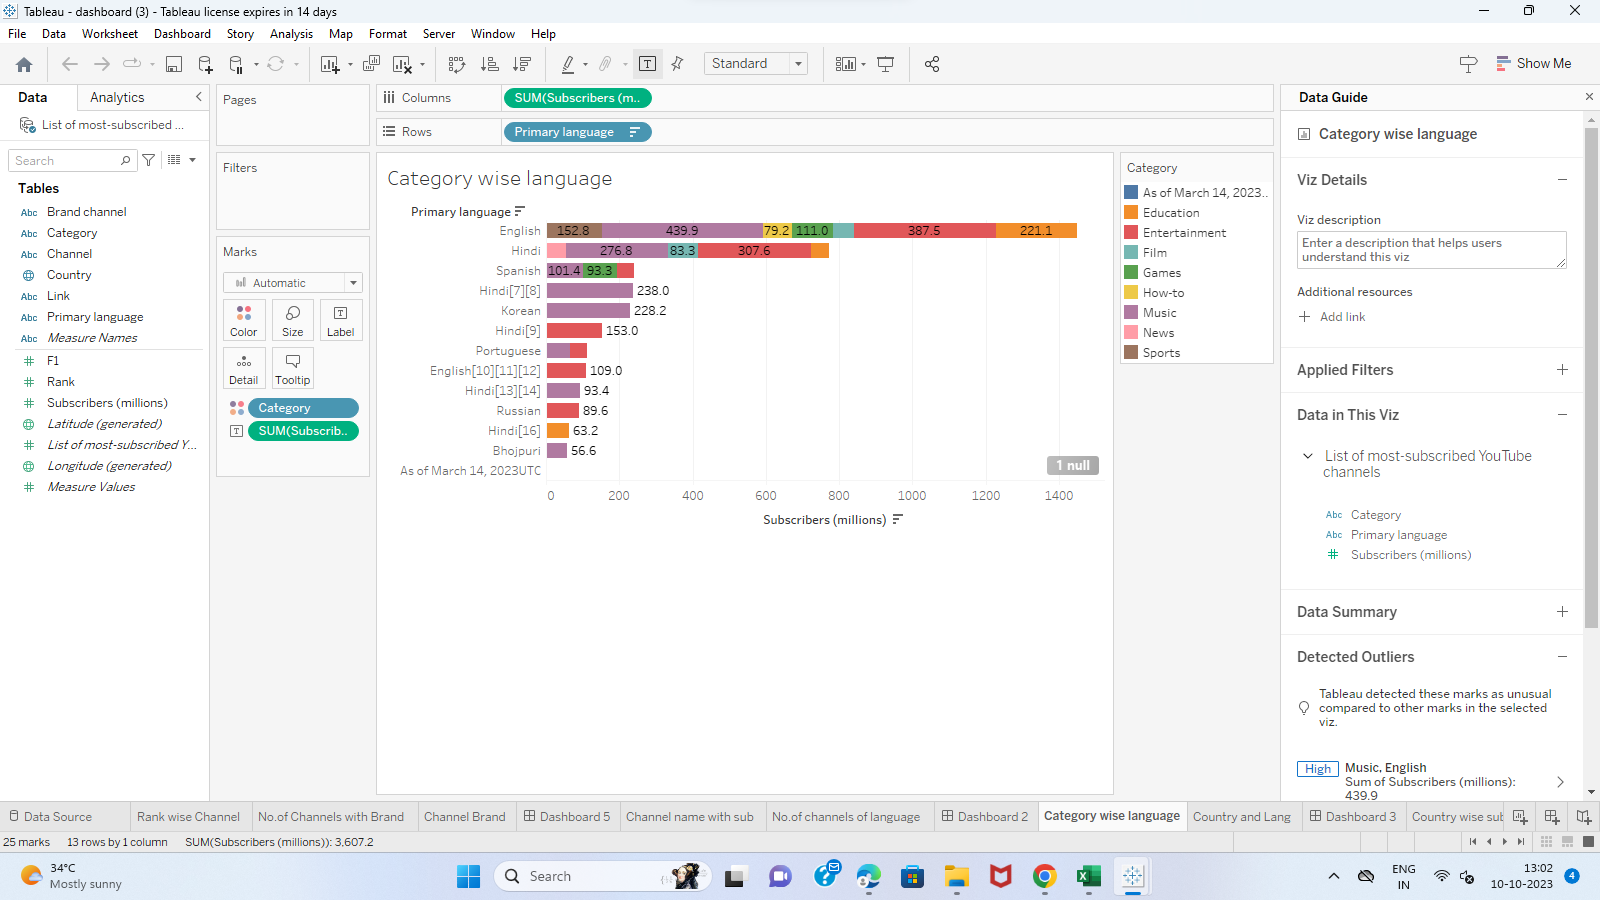 Tableau - dashboard (3) - Tableau license expires in 14 days
File Data Worksheet Dashboard Story Analysis Map Format Server Window Help
Standard
Show Me
Data
Analytics
List of most-subscribed ...
Search
Tables
Abc Brand channel
Abc Category
Abc Channel
Country
Abc Link
Abc Primary language
Abc Measure Names
F1
Rank
Subscribers (millions)
Latitude (generated)
List of most-subscribed Y...
Longitude (generated)
Measure Values
Pages
Filters
Marks
Automatic
Color
Size
Label
Detail
Tooltip
Category
SUM(Subscrib..
Columns
SUM(Subscribers (m..
Rows
Primary language
Category wise language
Primary language
English 152.8 439.9 79.2 111.0 387.5 221.1
Hindi 276.8 83.3 307.6
Spanish 101.4 93.3
Hindi[7][8] 238.0
Korean 228.2
Hindi[9] 153.0
Portuguese
English[10][11][12] 109.0
Hindi[13][14] 93.4
Russian 89.6
Hindi[16] 63.2
Bhojpuri 56.6
As of March 14, 2023UTC
1 null
0 200 400 600 800 1000 1200 1400
Subscribers (millions)
Category
As of March 14, 2023..
Education
Entertainment
Film
Games
How-to
Music
News
Sports
Data Guide
Category wise language
Viz Details
Viz description
Enter a description that helps users
understand this viz
Additional resources
Add link
Applied Filters
Data in This Viz
List of most-subscribed YouTube
channels
Abc Category
Abc Primary language
Subscribers (millions)
Data Summary
Detected Outliers
Tableau detected these marks as unusual
compared to other marks in the selected
viz.
High
Music, English
Sum of Subscribers (millions):
439.9
Data Source
Rank wise Channel
No.of Channels with Brand
Channel Brand
Dashboard 5
Channel name with sub
No.of channels of language
Dashboard 2
Category wise language
Country and Lang
Dashboard 3
Country wise sub
25 marks
13 rows by 1 column
SUM(Subscribers (millions)): 3,607.2
34°C
Mostly sunny
Search
ENG
IN
13:02
10-10-2023
4